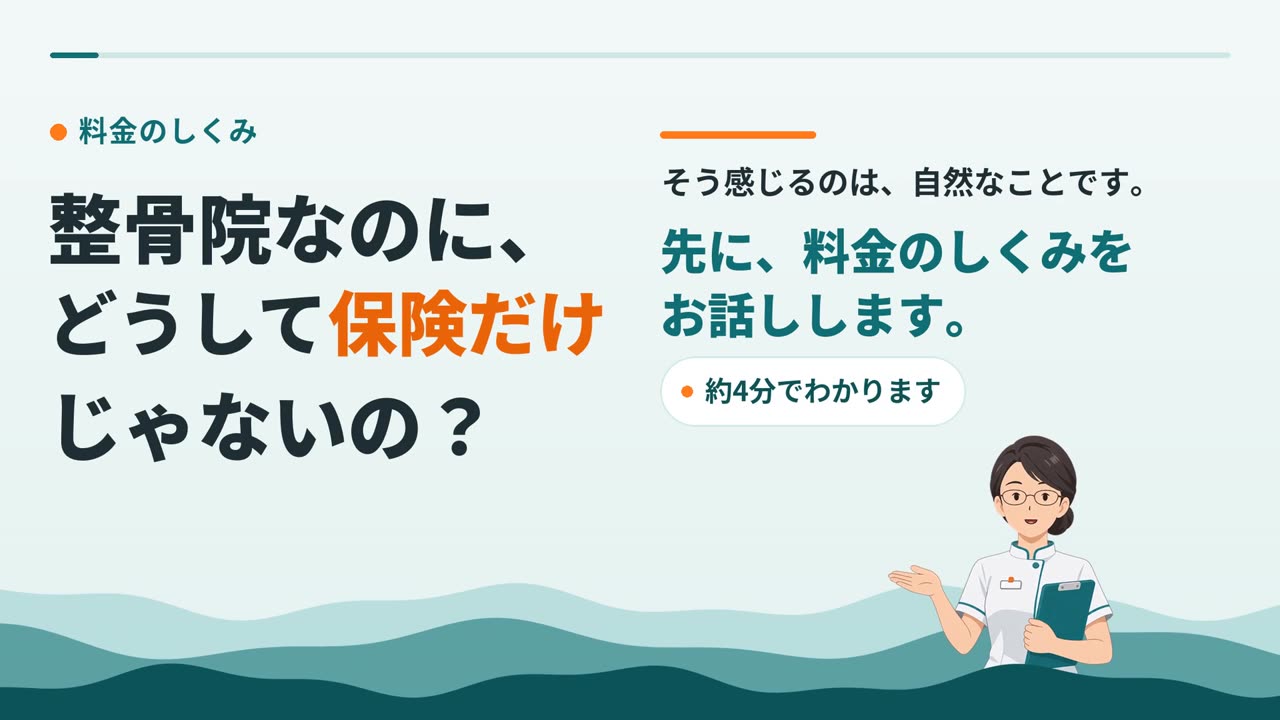 料金のしくみ
整骨院なのに、
どうして保険だけ
じゃないの？
そう感じるのは、自然なことです。
先に、料金のしくみを
お話しします。
約4分でわかります